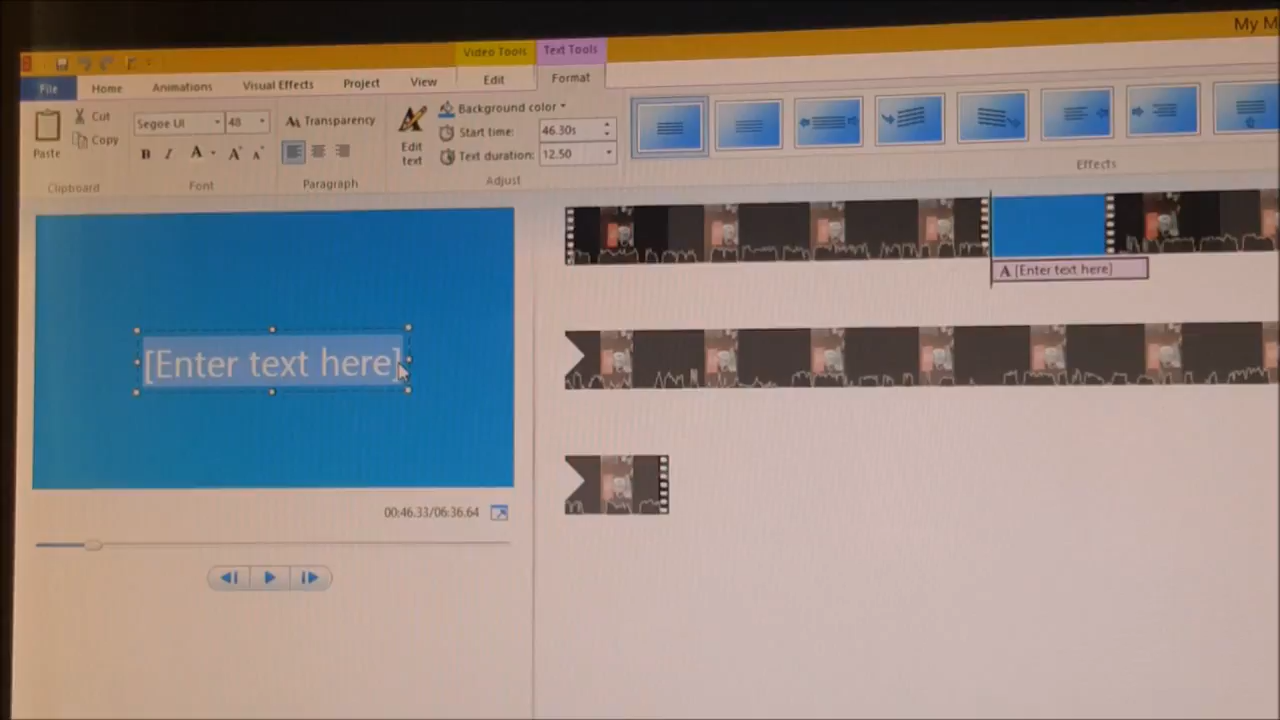 My M
Video Tools Text Tools
File Home Animations Visual Effects Project View Edit Format
Paste
Cut
Copy
Clipboard
Segoe UI 48
B I A A A
Font
Transparency
Paragraph
Edit text
Background color
Start time: 46.30s
Text duration: 12.50
Adjust
Effects
[Enter text here]
A [Enter text here]
00:46.33/06:36.64